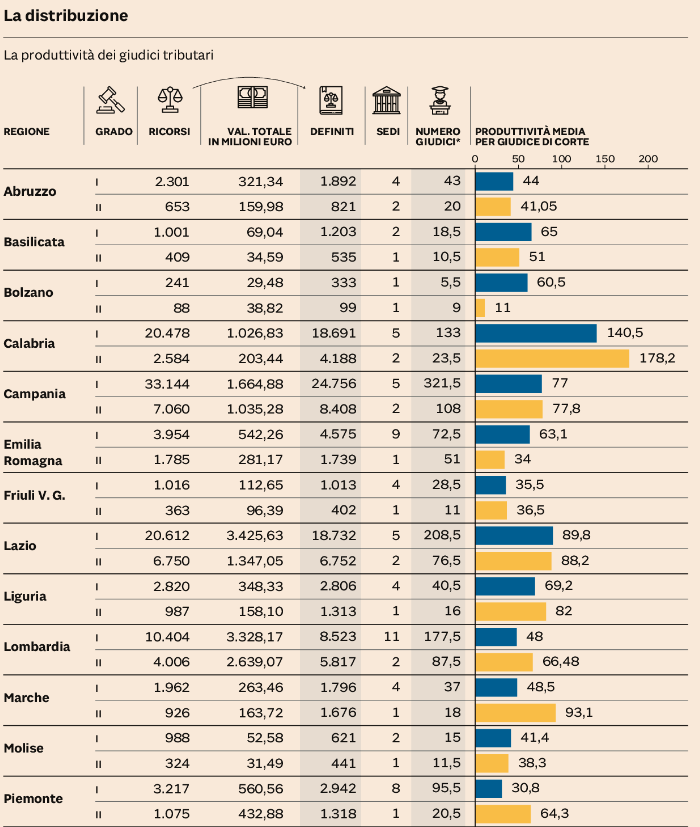 La distribuzione
La produttività dei giudici tributari
REGIONE GRADO RICORSI VAL. TOTALE IN MILIONI EURO DEFINITI SEDI NUMERO GIUDICI* PRODUTTIVITÀ MEDIA PER GIUDICE DI CORTE
0 50 100 150 200
Abruzzo I 2.301 321,34 1.892 4 43 44
II 653 159,98 821 2 20 41,05
Basilicata I 1.001 69,04 1.203 2 18,5 65
II 409 34,59 535 1 10,5 51
Bolzano I 241 29,48 333 1 5,5 60,5
II 88 38,82 99 1 9 11
Calabria I 20.478 1.026,83 18.691 5 133 140,5
II 2.584 203,44 4.188 2 23,5 178,2
Campania I 33.144 1.664,88 24.756 5 321,5 77
II 7.060 1.035,28 8.408 2 108 77,8
Emilia Romagna I 3.954 542,26 4.575 9 72,5 63,1
II 1.785 281,17 1.739 1 51 34
Friuli V. G. I 1.016 112,65 1.013 4 28,5 35,5
II 363 96,39 402 1 11 36,5
Lazio I 20.612 3.425,63 18.732 5 208,5 89,8
II 6.750 1.347,05 6.752 2 76,5 88,2
Liguria I 2.820 348,33 2.806 4 40,5 69,2
II 987 158,10 1.313 1 16 82
Lombardia I 10.404 3.328,17 8.523 11 177,5 48
II 4.006 2.639,07 5.817 2 87,5 66,48
Marche I 1.962 263,46 1.796 4 37 48,5
II 926 163,72 1.676 1 18 93,1
Molise I 988 52,58 621 2 15 41,4
II 324 31,49 441 1 11,5 38,3
Piemonte I 3.217 560,56 2.942 8 95,5 30,8
II 1.075 432,88 1.318 1 20,5 64,3